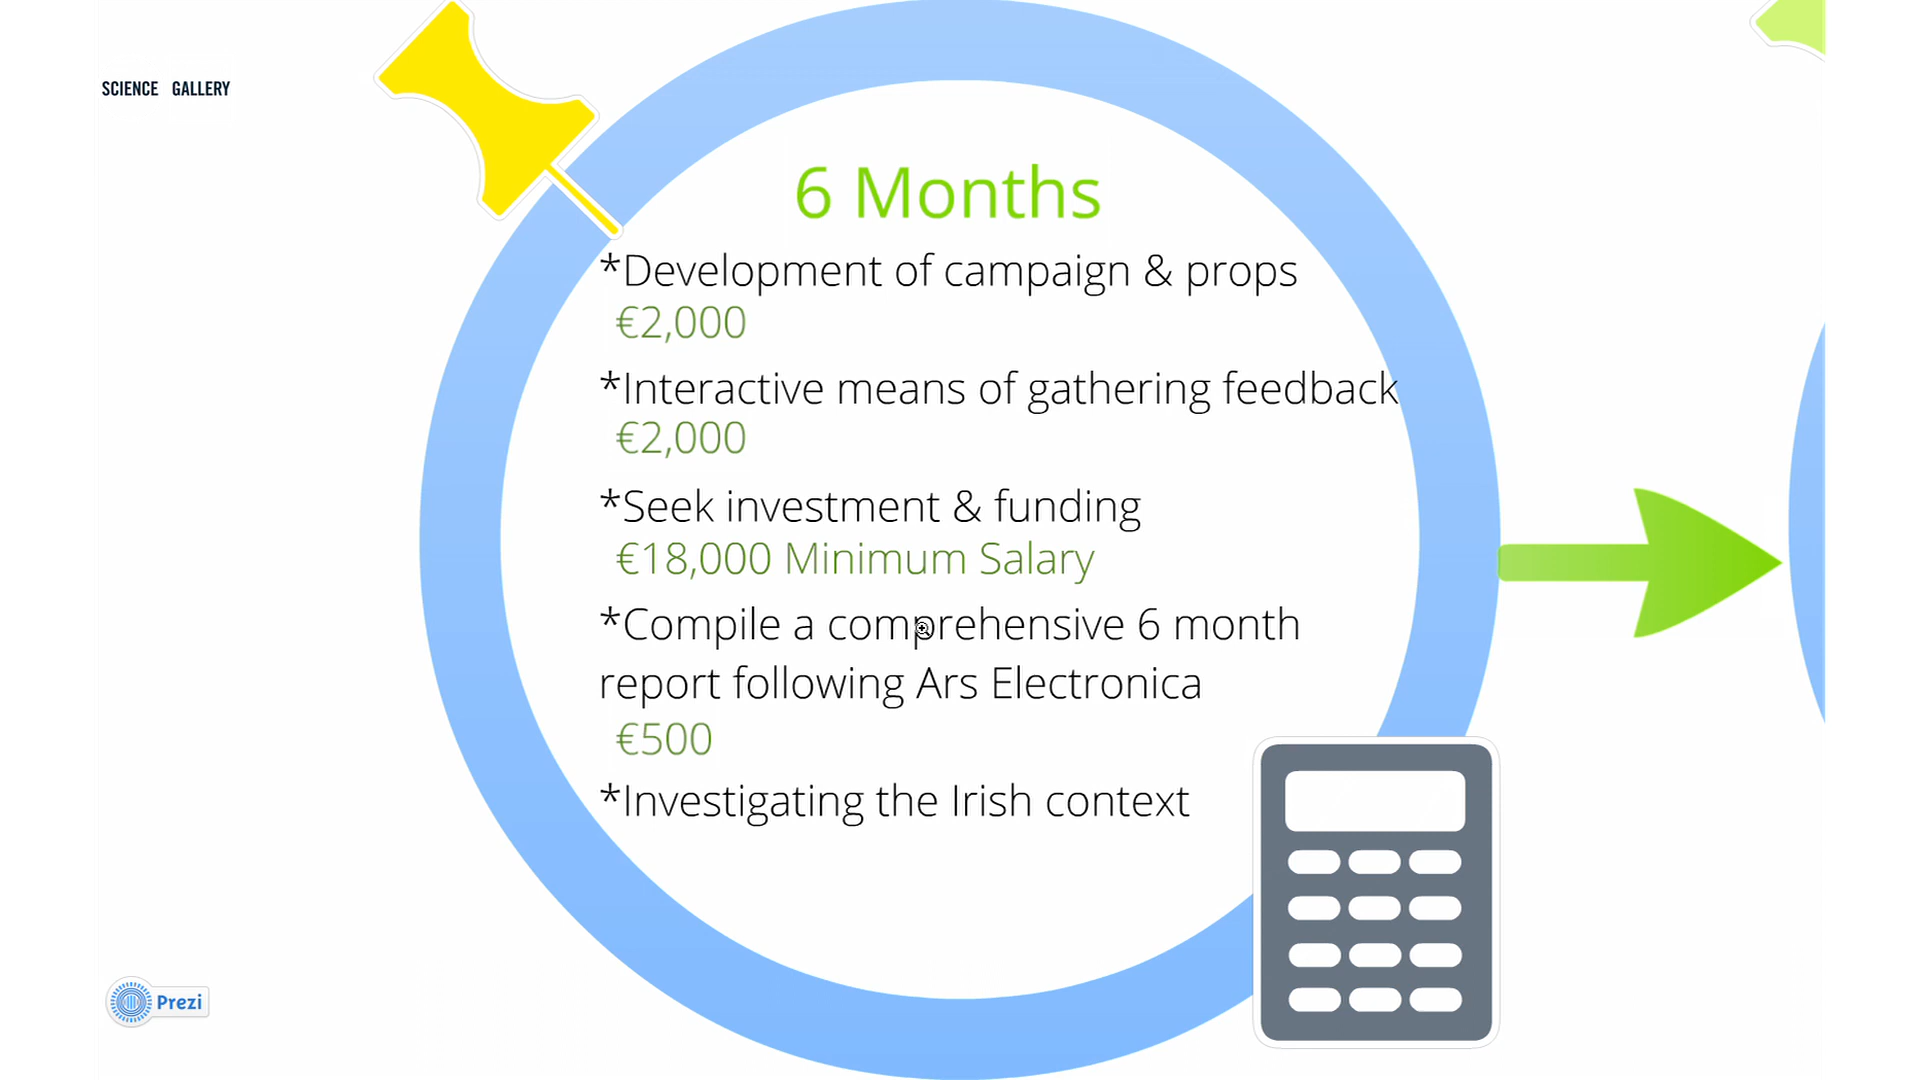 SCIENCE GALLERY
6 Months
*Development of campaign & props
€2,000
*Interactive means of gathering feedback
€2,000
*Seek investment & funding
€18,000 Minimum Salary
*Compile a comprehensive 6 month
report following Ars Electronica
€500
*Investigating the Irish context
Prezi